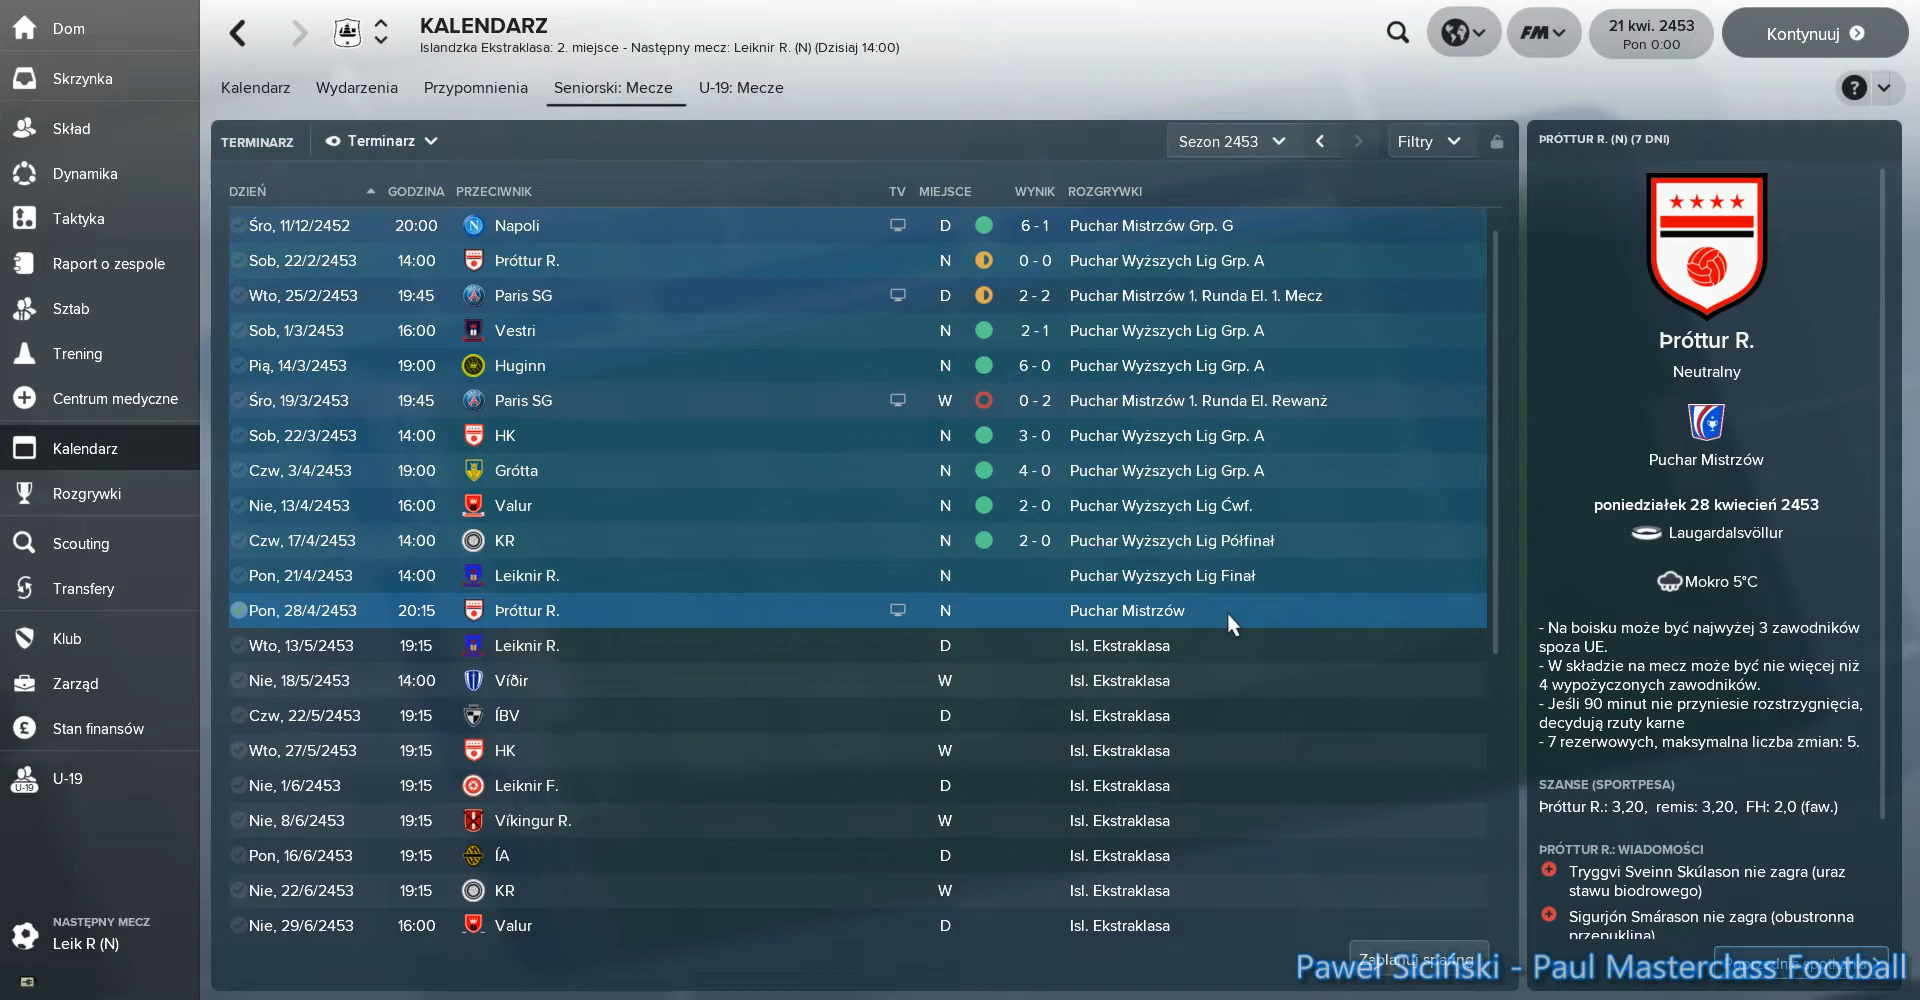 Dom
Skrzynka
Skład
Dynamika
Taktyka
Raport o zespole
Sztab
Trening
Centrum medyczne
Kalendarz
Rozgrywki
Scouting
Transfery
Klub
Zarząd
Stan finansów
U-19
U-19
NASTĘPNY MECZ
Leik R (N)
KALENDARZ
Islandzka Ekstraklasa: 2. miejsce - Następny mecz: Leiknir R. (N) (Dzisiaj 14:00)
FM
21 kwi. 2453
Pon 0:00
Kontynuuj
Kalendarz Wydarzenia Przypomnienia Seniorski: Mecze U-19: Mecze
?
TERMINARZ Terminarz Sezon 2453 Filtry
DZIEŃ GODZINA PRZECIWNIK TV MIEJSCE WYNIK ROZGRYWKI
Śro, 11/12/2452 20:00 Napoli D 6 - 1 Puchar Mistrzów Grp. G
Sob, 22/2/2453 14:00 Þróttur R. N 0 - 0 Puchar Wyższych Lig Grp. A
Wto, 25/2/2453 19:45 Paris SG D 2 - 2 Puchar Mistrzów 1. Runda El. 1. Mecz
Sob, 1/3/2453 16:00 Vestri N 2 - 1 Puchar Wyższych Lig Grp. A
Pią, 14/3/2453 19:00 Huginn N 6 - 0 Puchar Wyższych Lig Grp. A
Śro, 19/3/2453 19:45 Paris SG W 0 - 2 Puchar Mistrzów 1. Runda El. Rewanż
Sob, 22/3/2453 14:00 HK N 3 - 0 Puchar Wyższych Lig Grp. A
Czw, 3/4/2453 19:00 Grótta N 4 - 0 Puchar Wyższych Lig Grp. A
Nie, 13/4/2453 16:00 Valur N 2 - 0 Puchar Wyższych Lig Ćwf.
Czw, 17/4/2453 14:00 KR N 2 - 0 Puchar Wyższych Lig Półfinał
Pon, 21/4/2453 14:00 Leiknir R. N Puchar Wyższych Lig Finał
Pon, 28/4/2453 20:15 Þróttur R. N Puchar Mistrzów
Wto, 13/5/2453 19:15 Leiknir R. D Isl. Ekstraklasa
Nie, 18/5/2453 14:00 Víðir W Isl. Ekstraklasa
Czw, 22/5/2453 19:15 ÍBV D Isl. Ekstraklasa
Wto, 27/5/2453 19:15 HK W Isl. Ekstraklasa
Nie, 1/6/2453 19:15 Leiknir F. D Isl. Ekstraklasa
Nie, 8/6/2453 19:15 Víkingur R. W Isl. Ekstraklasa
Pon, 16/6/2453 19:15 ÍA D Isl. Ekstraklasa
Nie, 22/6/2453 19:15 KR W Isl. Ekstraklasa
Nie, 29/6/2453 16:00 Valur D Isl. Ekstraklasa
Zaplanuj sparing
ÞRÓTTUR R. (N) (7 DNI)
Þróttur R.
Neutralny
Puchar Mistrzów
poniedziałek 28 kwiecień 2453
Laugardalsvöllur
Mokro 5°C
- Na boisku może być najwyżej 3 zawodników
spoza UE.
- W składzie na mecz może być nie więcej niż
4 wypożyczonych zawodników.
- Jeśli 90 minut nie przyniesie rozstrzygnięcia,
decydują rzuty karne
- 7 rezerwowych, maksymalna liczba zmian: 5.
SZANSE (SPORTPESA)
Þróttur R.: 3,20, remis: 3,20, FH: 2,0 (faw.)
ÞRÓTTUR R.: WIADOMOŚCI
Tryggvi Sveinn Skúlason nie zagra (uraz
stawu biodrowego)
Sigurjón Smárason nie zagra (obustronna
przepuklina)
Paweł Siciński - Paul Masterclass Football